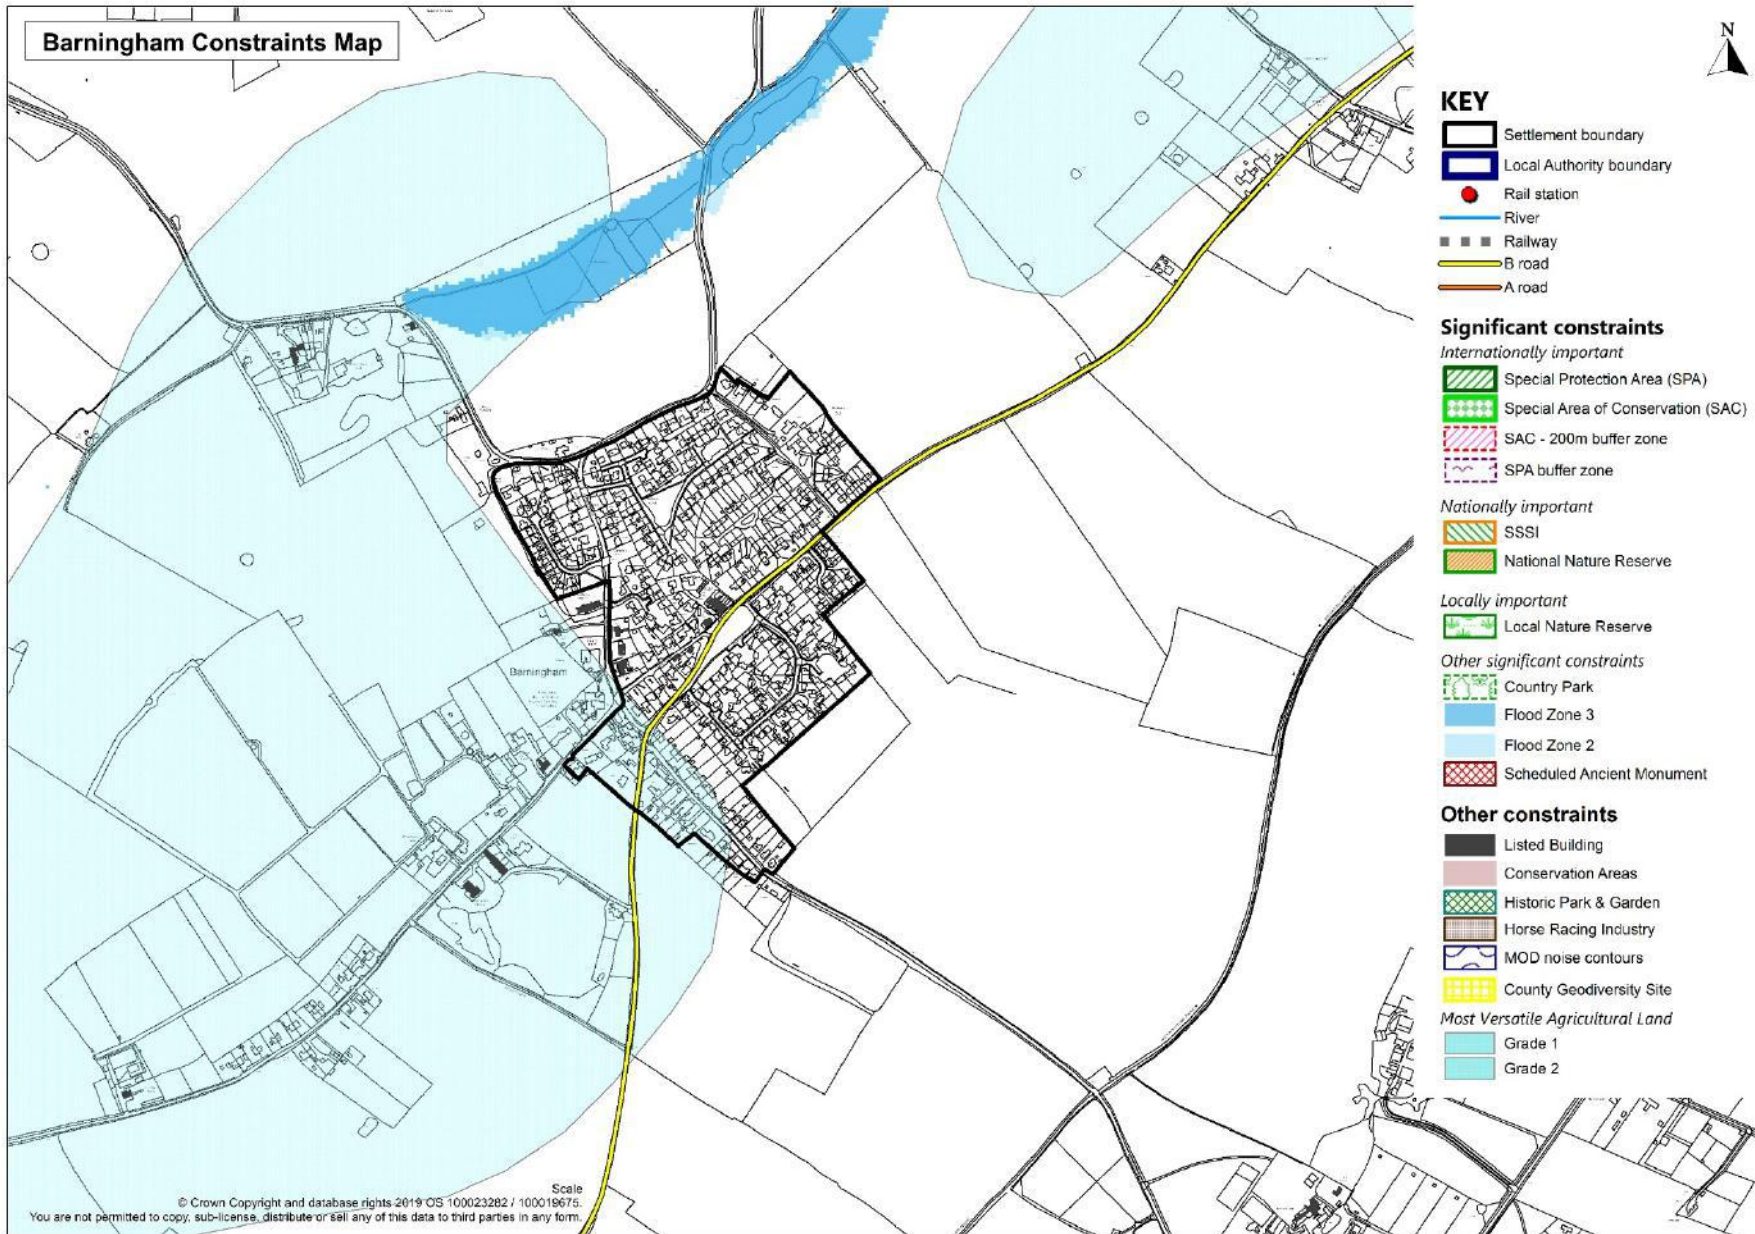 Barningham Constraints Map
N
KEY
Settlement boundary
Local Authority boundary
Rail station
River
Railway
B road
A road
Significant constraints
Internationally important
Special Protection Area (SPA)
Special Area of Conservation (SAC)
SAC - 200m buffer zone
SPA buffer zone
Nationally important
SSSI
National Nature Reserve
Locally important
Local Nature Reserve
Other significant constraints
Country Park
Flood Zone 3
Flood Zone 2
Scheduled Ancient Monument
Other constraints
Listed Building
Conservation Areas
Historic Park & Garden
Horse Racing Industry
MOD noise contours
County Geodiversity Site
Most Versatile Agricultural Land
Grade 1
Grade 2
Barningham
Scale
© Crown Copyright and database rights 2019 OS 100023282 / 100019675.
You are not permitted to copy, sub-license, distribute or sell any of this data to third parties in any form.